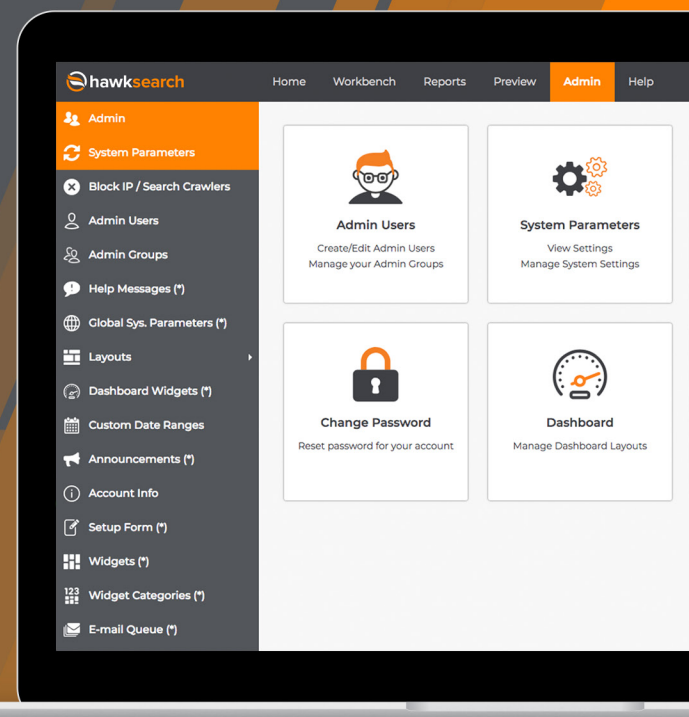 hawksearch
Home Workbench Reports Preview Admin Help
Admin
System Parameters
Block IP / Search Crawlers
Admin Users
Admin Groups
Help Messages (*)
Global Sys. Parameters (*)
Layouts
Dashboard Widgets (*)
Custom Date Ranges
Announcements (*)
Account Info
Setup Form (*)
Widgets (*)
123
Widget Categories (*)
E-mail Queue (*)
Admin Users
Create/Edit Admin Users
Manage your Admin Groups
System Parameters
View Settings
Manage System Settings
Change Password
Reset password for your account
Dashboard
Manage Dashboard Layouts